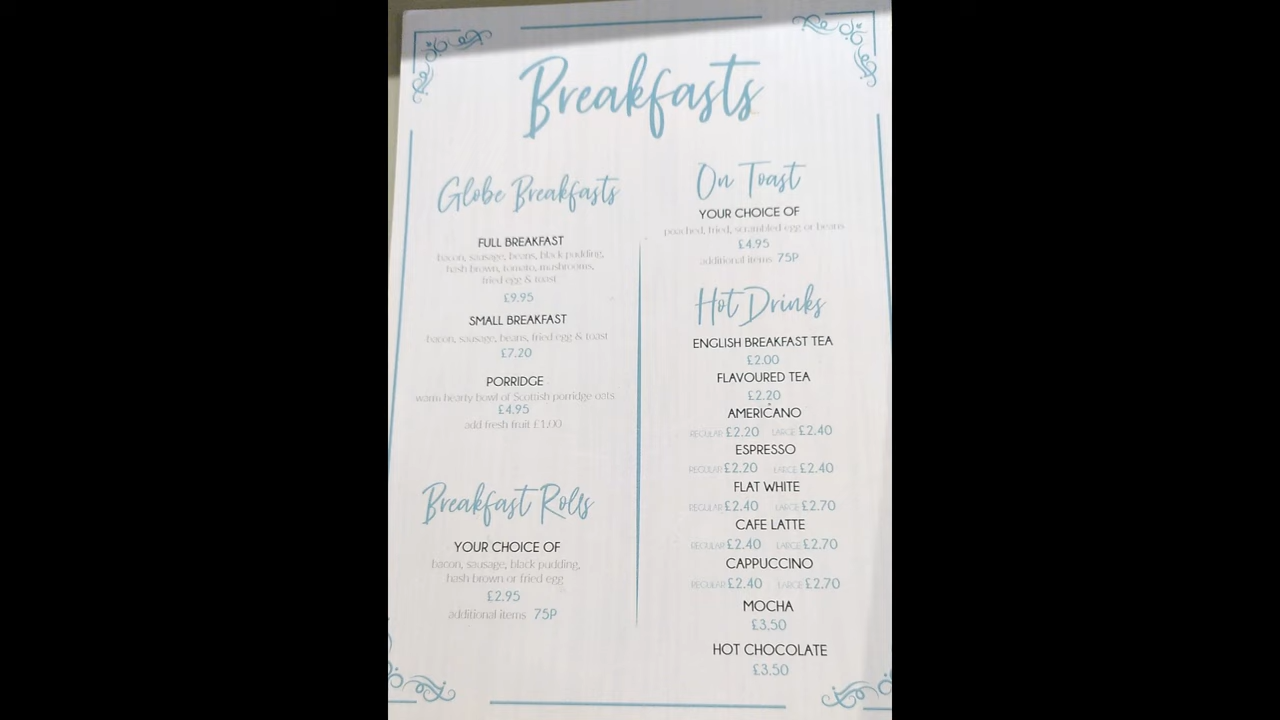 Breakfasts
Globe Breakfasts
FULL BREAKFAST
bacon, sausage, beans, black pudding,
hash brown, tomato, mushrooms,
fried egg & toast
£9.95
SMALL BREAKFAST
bacon, sausage, beans, fried egg & toast
£7.20
PORRIDGE
warm hearty bowl of Scottish porridge oats
£4.95
add fresh fruit £1.00
Breakfast Rolls
YOUR CHOICE OF
bacon, sausage, black pudding,
hash brown or fried egg
£2.95
additional items 75P
On Toast
YOUR CHOICE OF
poached, fried, scrambled egg or beans
£4.95
additional items 75P
Hot Drinks
ENGLISH BREAKFAST TEA
£2.00
FLAVOURED TEA
£2.20
AMERICANO
REGULAR £2.20 LARGE £2.40
ESPRESSO
REGULAR £2.20 LARGE £2.40
FLAT WHITE
REGULAR £2.40 LARGE £2.70
CAFE LATTE
REGULAR £2.40 LARGE £2.70
CAPPUCCINO
REGULAR £2.40 LARGE £2.70
MOCHA
£3.50
HOT CHOCOLATE
£3.50